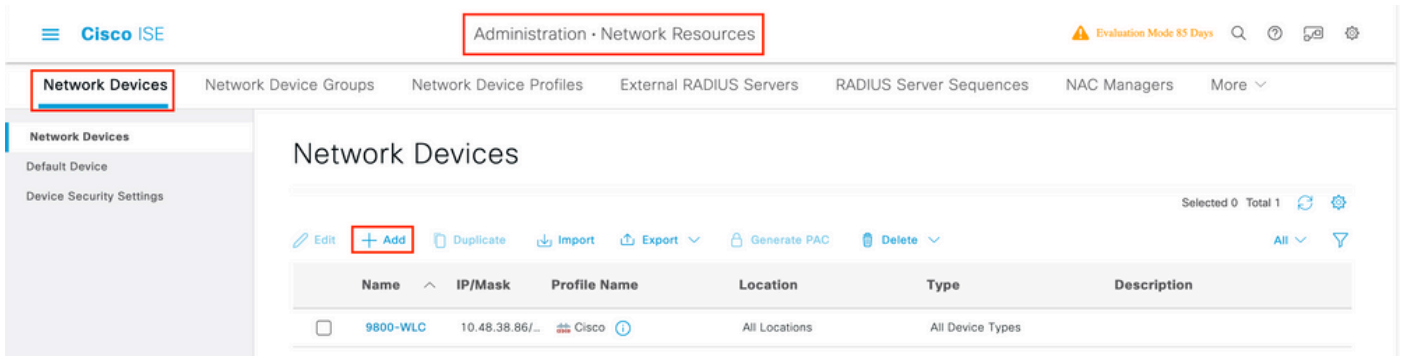 Cisco ISE
Administration · Network Resources
Evaluation Mode 85 Days
Network Devices
Network Device Groups
Network Device Profiles
External RADIUS Servers
RADIUS Server Sequences
NAC Managers
More
Network Devices
Default Device
Device Security Settings
Network Devices
Selected 0 Total 1
Edit
Add
Duplicate
Import
Export
Generate PAC
Delete
All
Name IP/Mask Profile Name Location Type Description
9800-WLC 10.48.38.86/... Cisco All Locations All Device Types